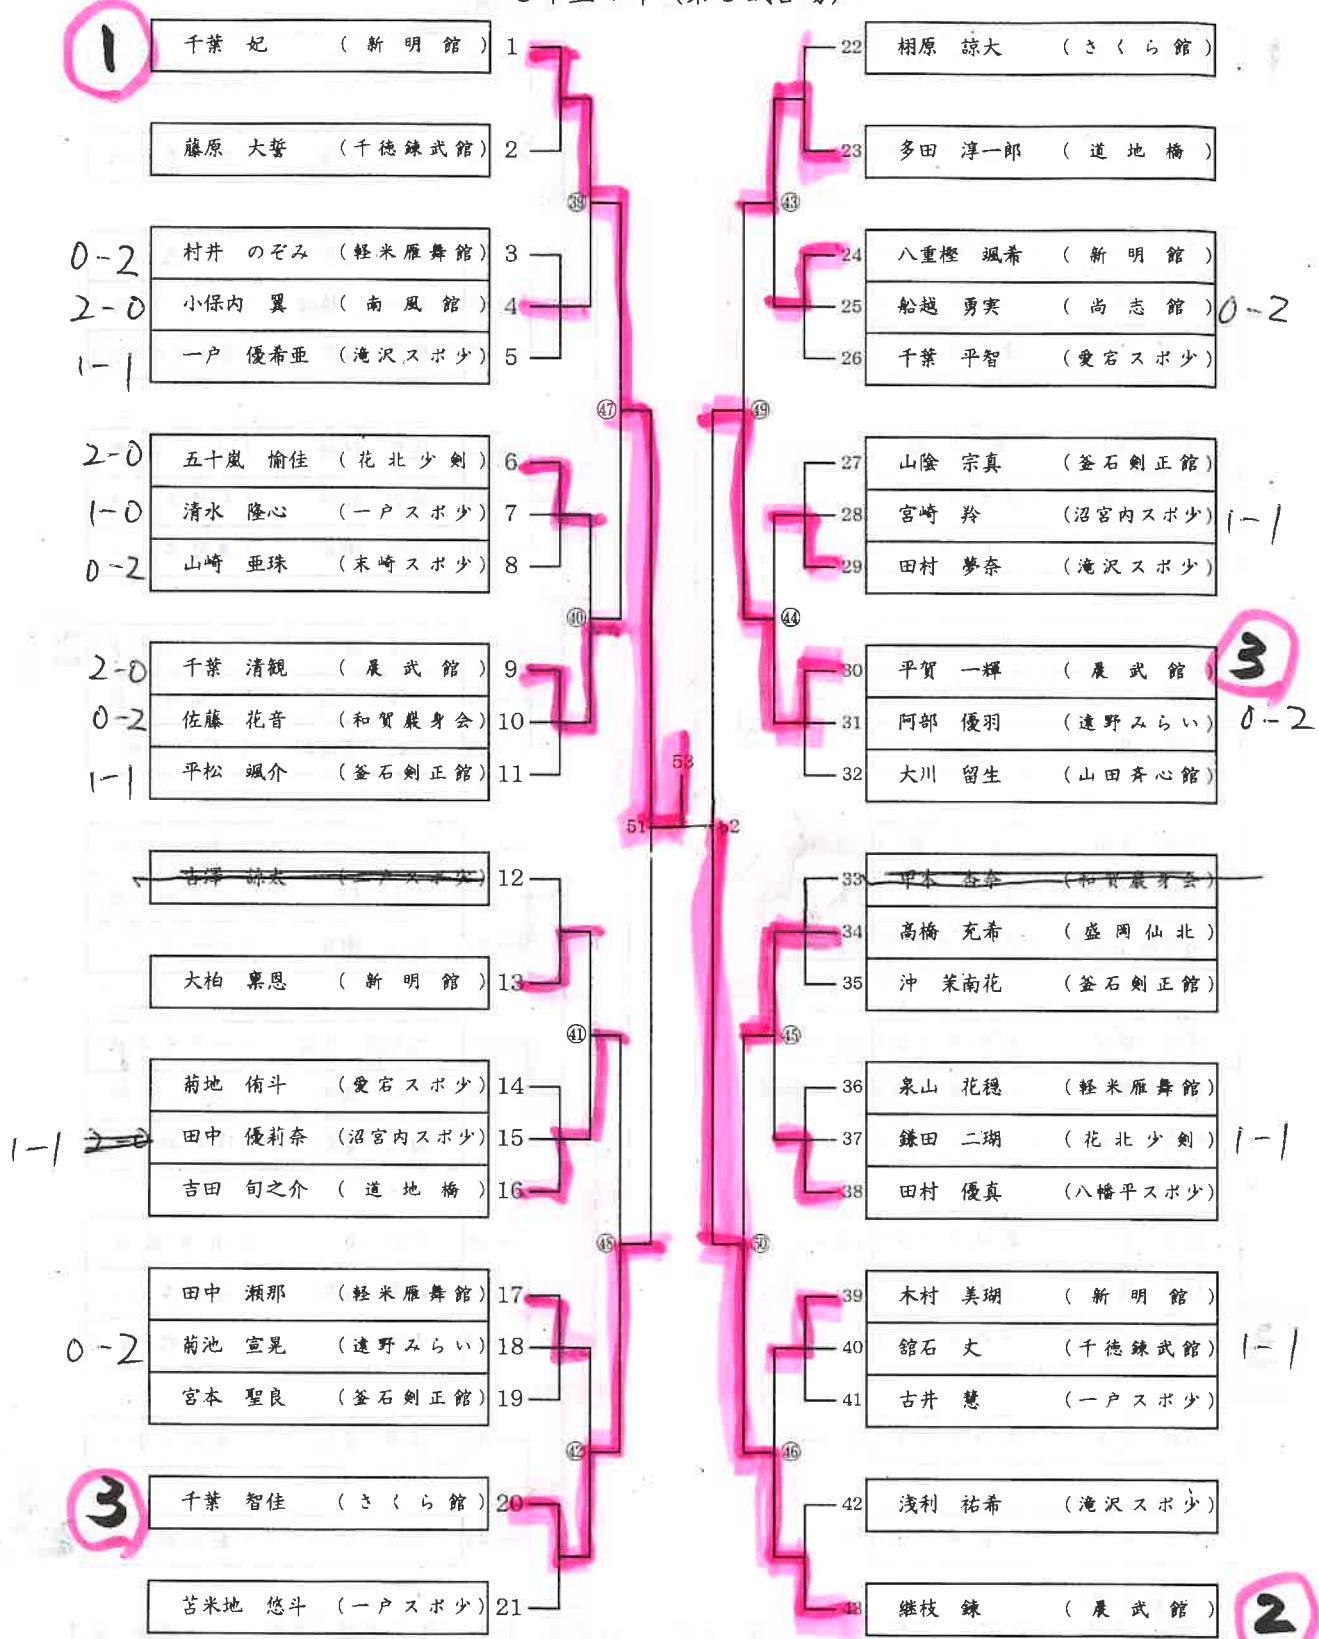 1 千葉 妃 (新明館) 1
藤原 大誓 (千徳錬武館) 2
㊴
0-2 村井 のぞみ (軽米雁舞館) 3
2-0 小保内 翼 (南風館) 4
1-1 一戸 優希亜 (滝沢スポ少) 5
㊼
2-0 五十嵐 愉佳 (花北少剣) 6
1-0 清水 隆心 (一戸スポ少) 7
0-2 山崎 亜珠 (末崎スポ少) 8
㊵
2-0 千葉 清観 (展武館) 9
0-2 佐藤 花音 (和賀巌身会) 10
1-1 平松 颯介 (釜石剣正館) 11
53
51
12
大柏 稟恩 (新明館) 13
㊶
菊地 侑斗 (愛宕スポ少) 14
1-1 2-0 田中 優莉奈 (沼宮内スポ少) 15
吉田 旬之介 (道地橋) 16
㊽
田中 瀬那 (軽米雁舞館) 17
0-2 菊池 宣晃 (遠野みらい) 18
宮本 聖良 (釜石剣正館) 19
㊷
3 千葉 智佳 (さくら館) 20
苫米地 悠斗 (一戸スポ少) 21
22 栩原 諒大 (さくら館)
23 多田 淳一郎 (道地橋)
㊸
24 八重樫 颯希 (新明館)
25 船越 勇実 (尚志館) 0-2
26 千葉 平智 (愛宕スポ少)
㊾
27 山陰 宗真 (釜石剣正館)
28 宮崎 羚 (沼宮内スポ少) 1-1
29 田村 夢奈 (滝沢スポ少)
㊹
30 平賀 一輝 (展武館) 3
31 阿部 優羽 (遠野みらい) 0-2
32 大川 留生 (山田斉心館)
52
33 (和賀巌身会)
34 高橋 充希 (盛岡仙北)
35 沖 茉南花 (釜石剣正館)
㊺
36 泉山 花穏 (軽米雁舞館)
37 鎌田 二瑚 (花北少剣) 1-1
38 田村 優真 (八幡平スポ少)
㊿
39 木村 美瑚 (新明館)
40 舘石 丈 (千徳錬武館) 1-1
41 古井 慧 (一戸スポ少)
㊻
42 浅利 祐希 (滝沢スポ少)
43 継枝 錬 (展武館) 2